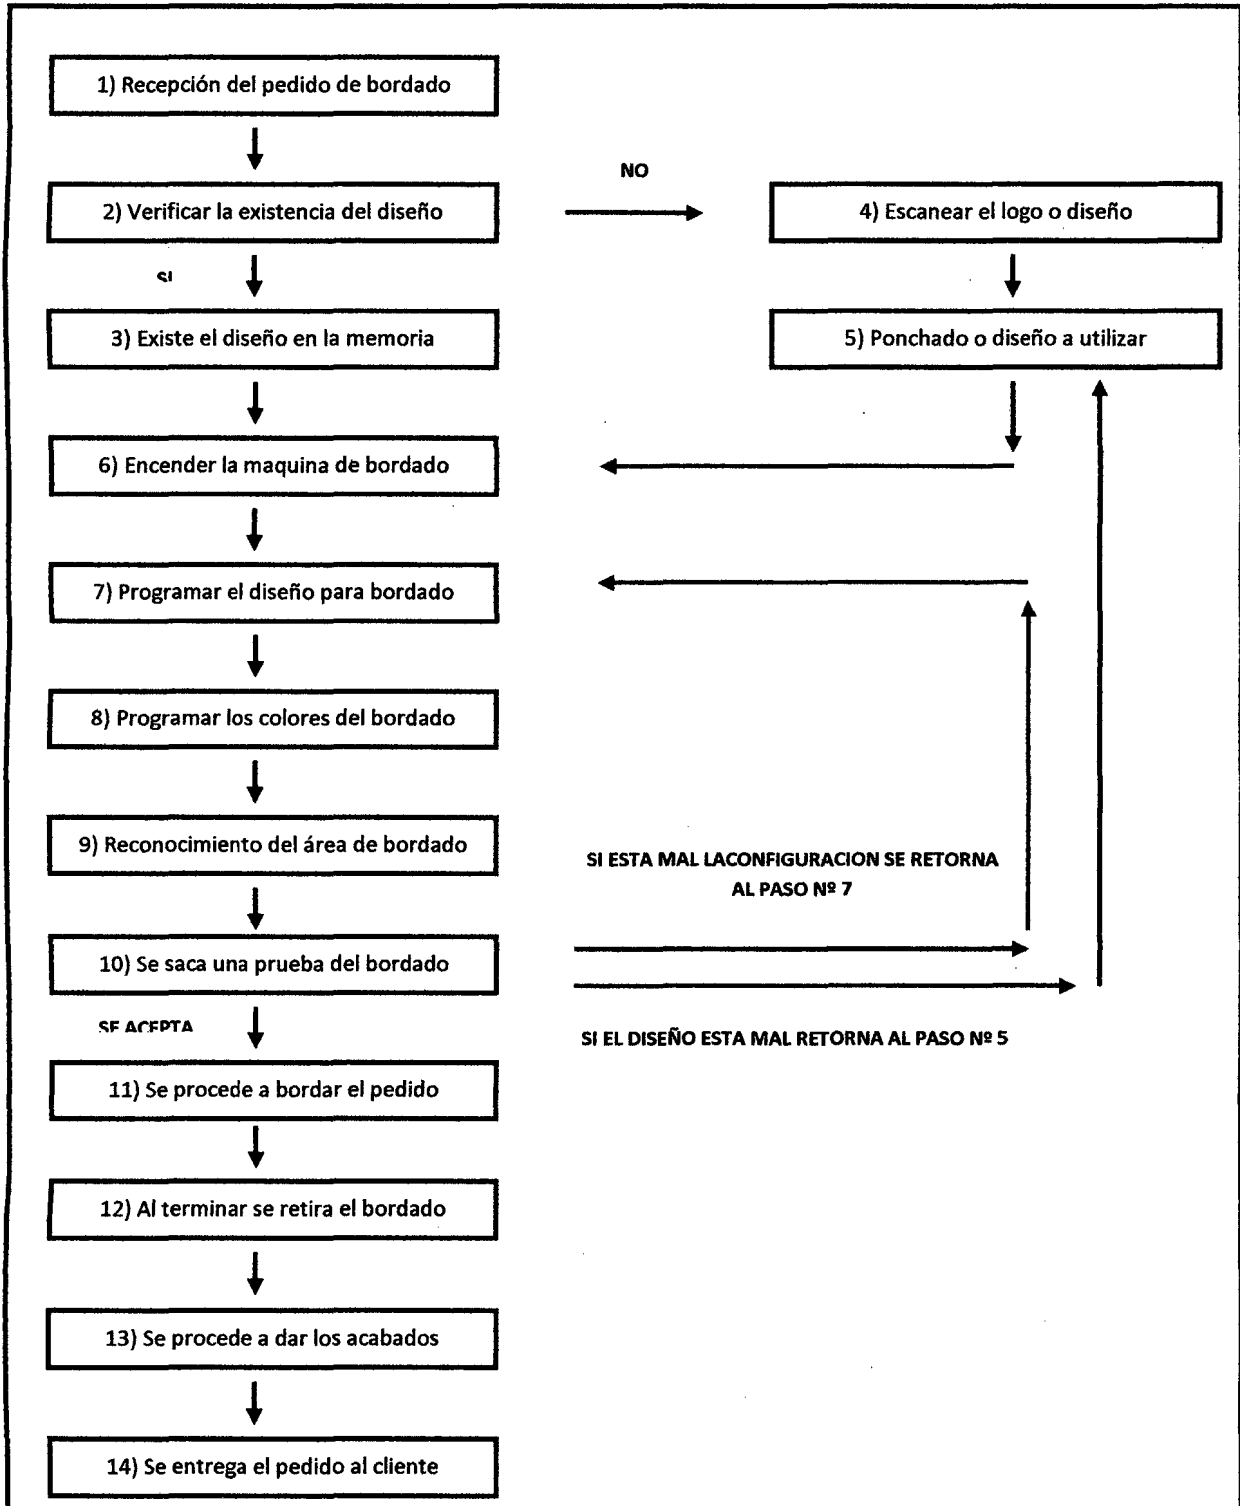 1) Recepción del pedido de bordado
NO
2) Verificar la existencia del diseño
4) Escanear el logo o diseño
SI
3) Existe el diseño en la memoria
5) Ponchado o diseño a utilizar
6) Encender la maquina de bordado
7) Programar el diseño para bordado
8) Programar los colores del bordado
9) Reconocimiento del área de bordado
SI ESTA MAL LACONFIGURACION SE RETORNA
AL PASO Nº 7
10) Se saca una prueba del bordado
SE ACEPTA
SI EL DISEÑO ESTA MAL RETORNA AL PASO Nº 5
11) Se procede a bordar el pedido
12) Al terminar se retira el bordado
13) Se procede a dar los acabados
14) Se entrega el pedido al cliente